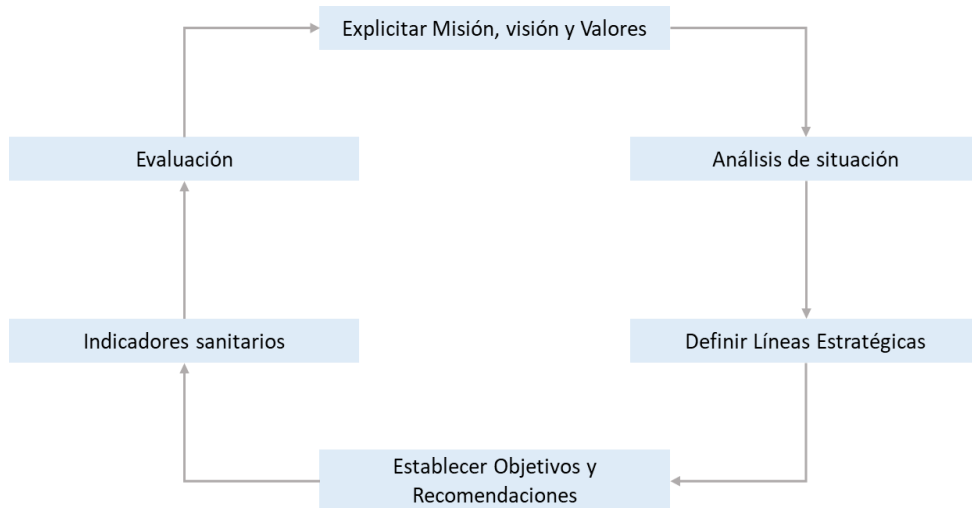 Explicitar Misión, visión y Valores
Análisis de situación
Definir Líneas Estratégicas
Establecer Objetivos y
Recomendaciones
Indicadores sanitarios
Evaluación